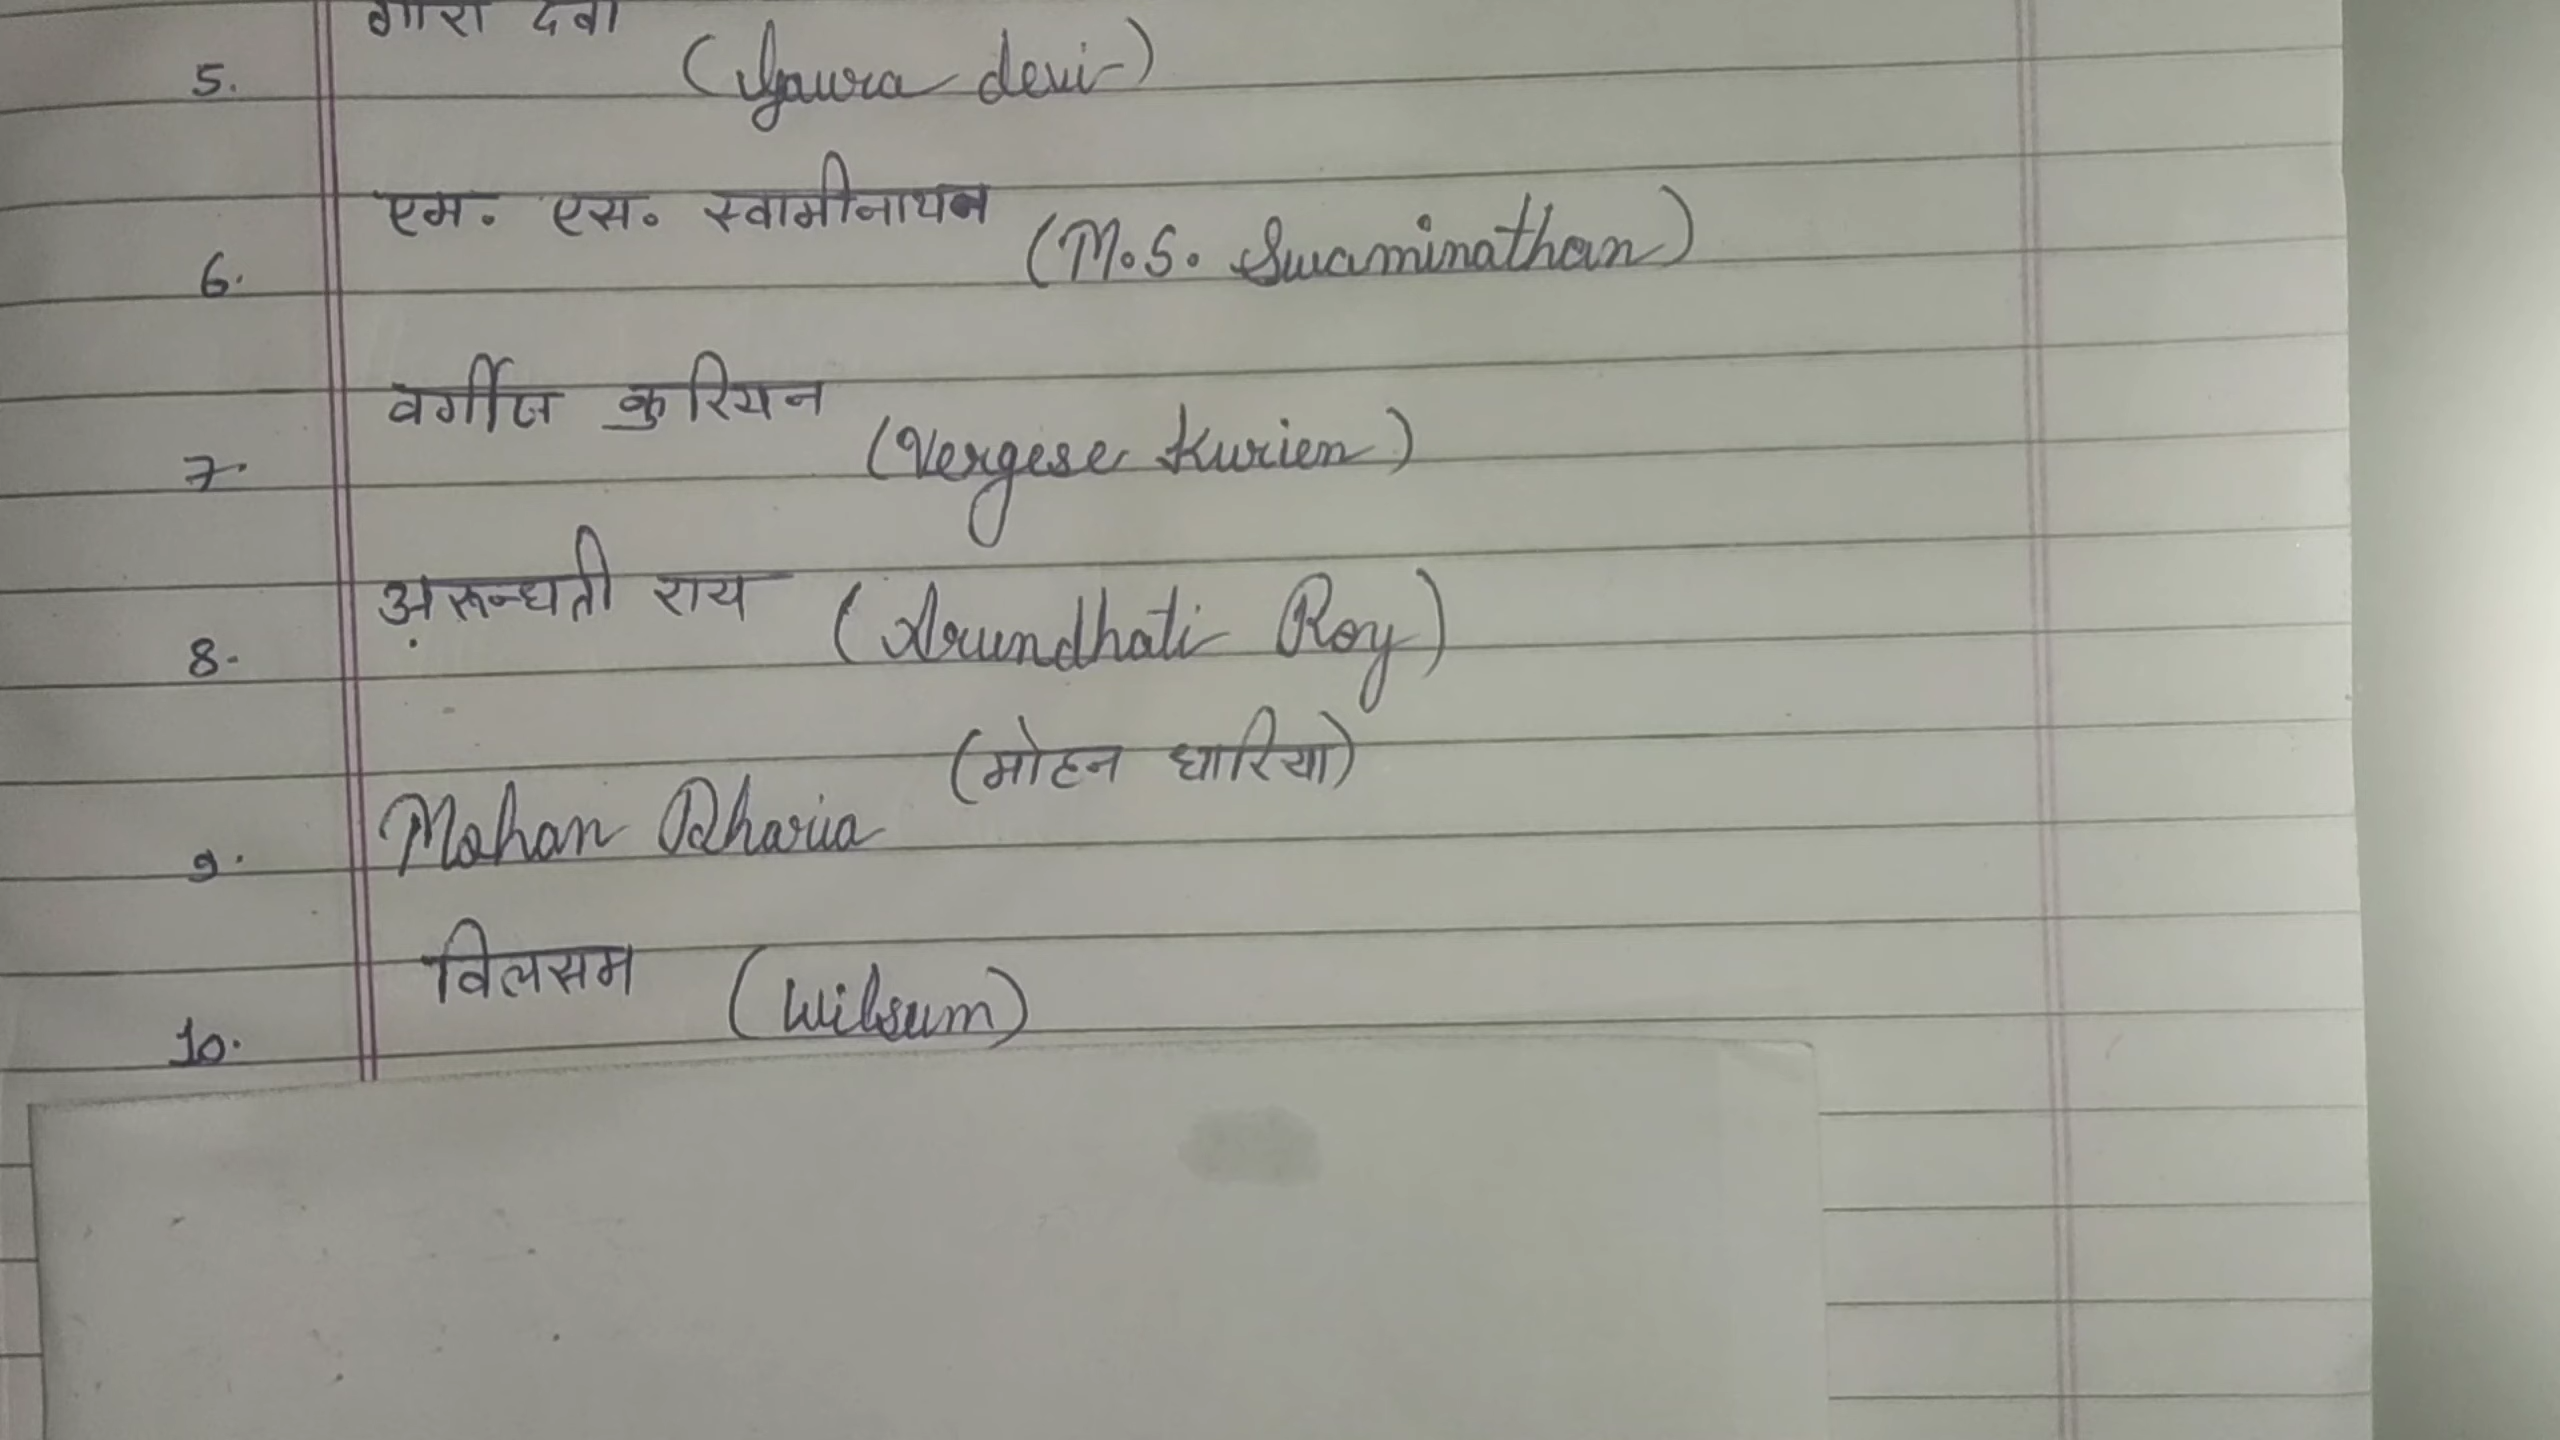 5. गौरा देवी (Gaura devi)
6. एम. एस. स्वामीनाथन (M.S. Swaminathan)
7. वर्गीज कुरियन (Vergese Kurien)
8. अरुन्धती राय (Arundhati Roy)
9. Mohan Dharia (मोहन धारिया)
10. विलसम (Wilsum)